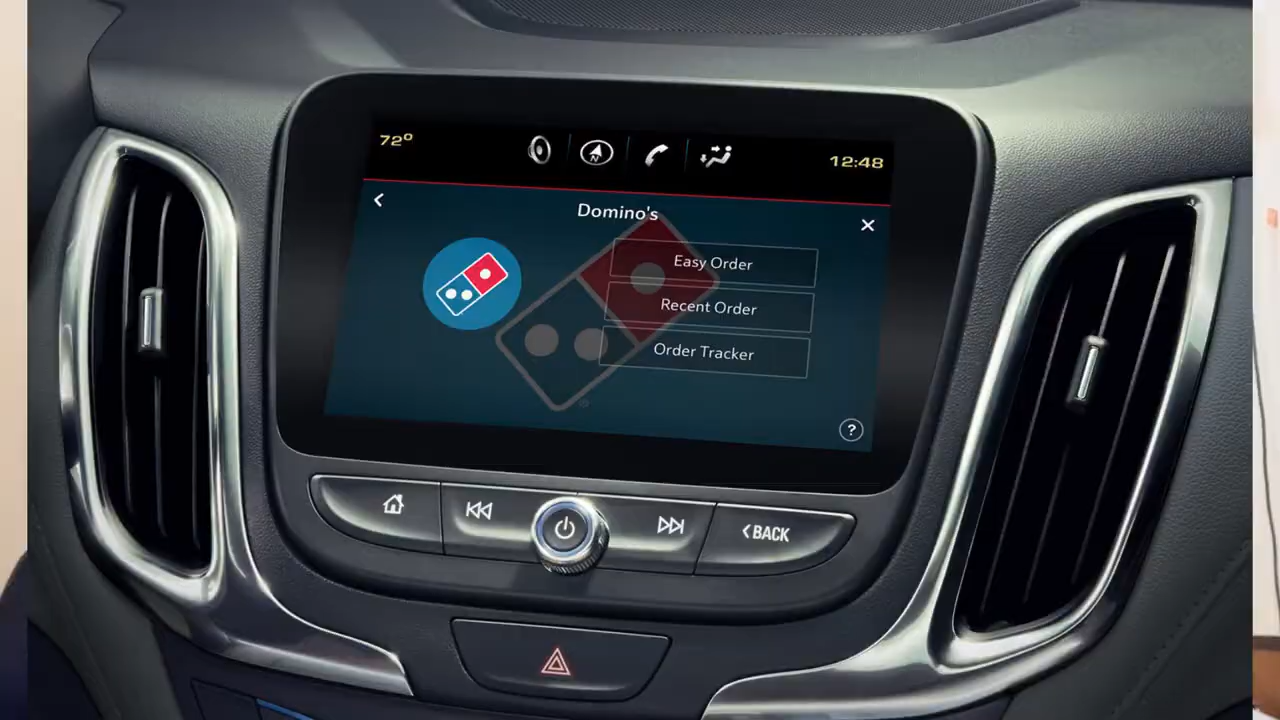 72°
12:48
Domino's
Easy Order
Recent Order
Order Tracker
?
BACK